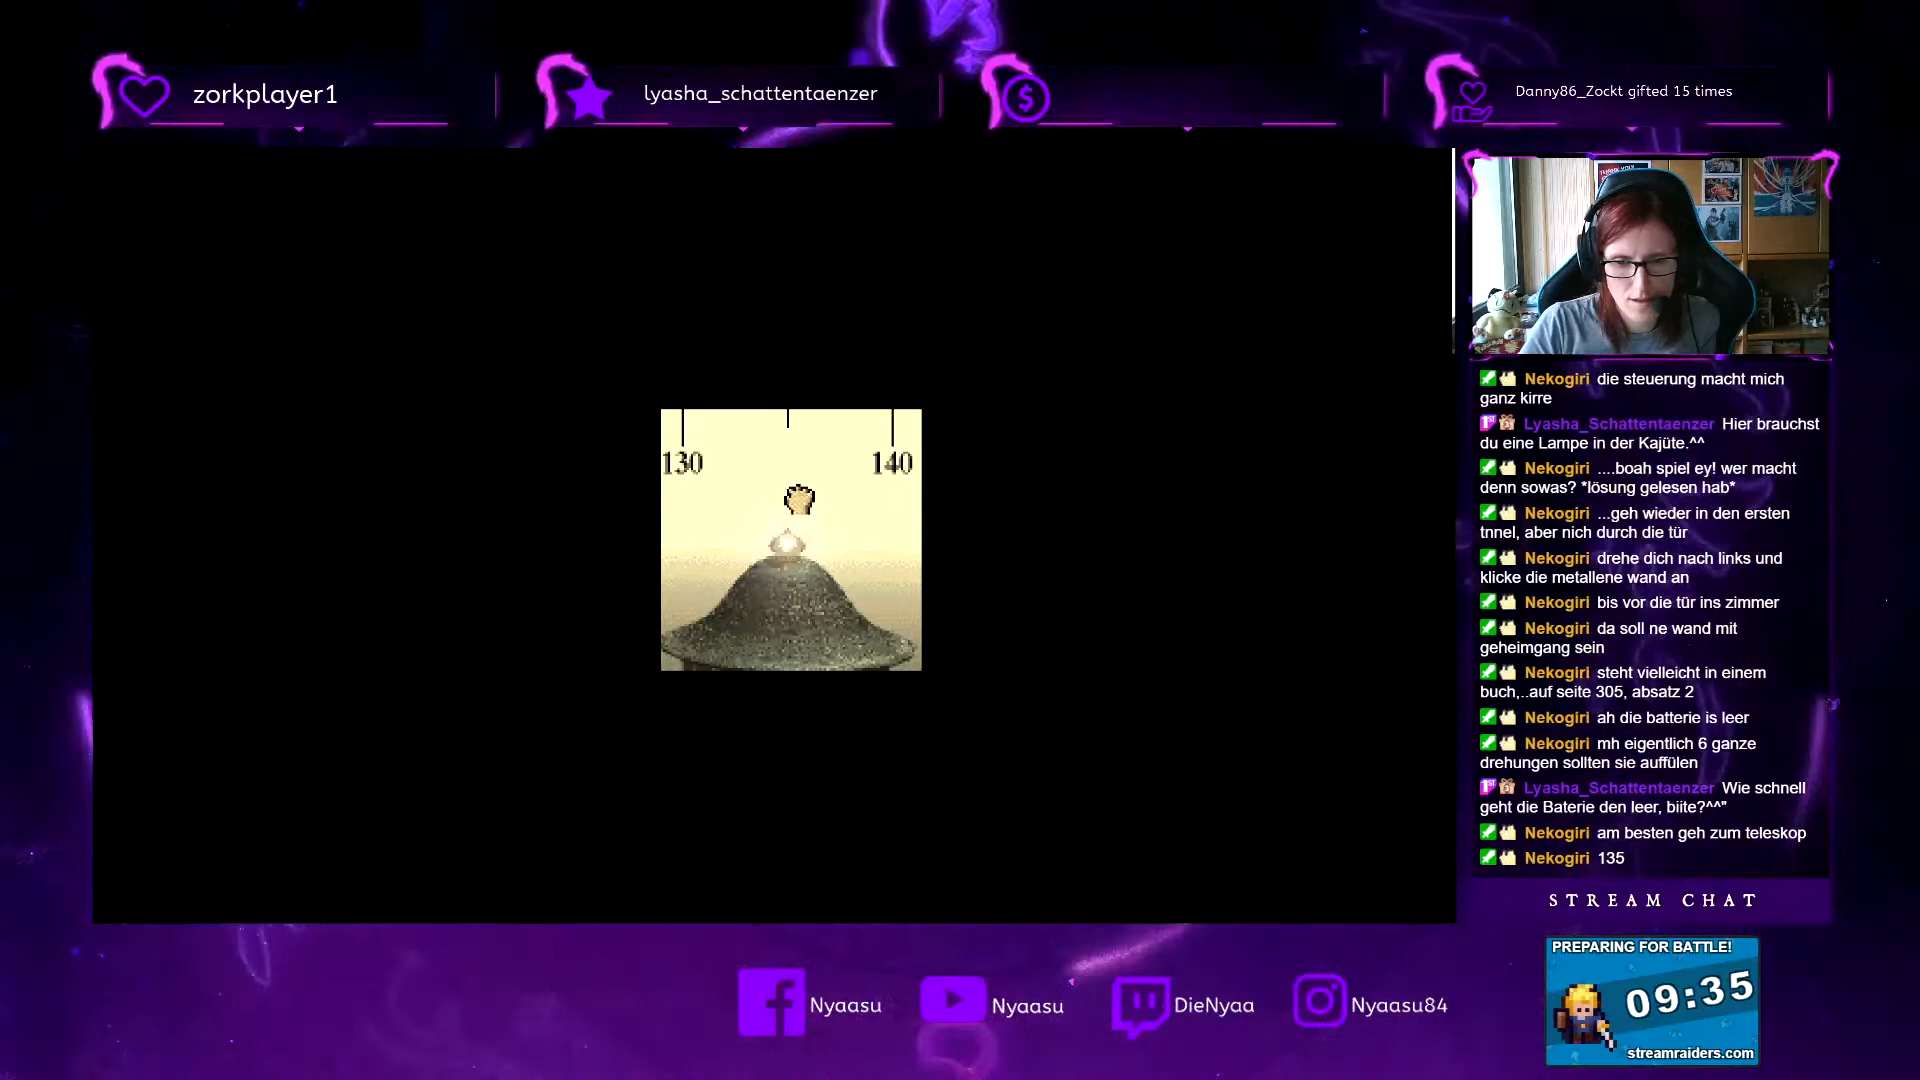 zorkplayer1
lyasha_schattentaenzer
Danny86_Zockt gifted 15 times
130
140
Nekogiri die steuerung macht mich
ganz kirre
Lyasha_Schattentaenzer Hier brauchst
du eine Lampe in der Kajüte.^^
Nekogiri ....boah spiel ey! wer macht
denn sowas? *lösung gelesen hab*
Nekogiri ...geh wieder in den ersten
tnnel, aber nich durch die tür
Nekogiri drehe dich nach links und
klicke die metallene wand an
Nekogiri bis vor die tür ins zimmer
Nekogiri da soll ne wand mit
geheimgang sein
Nekogiri steht vielleicht in einem
buch,..auf seite 305, absatz 2
Nekogiri ah die batterie is leer
Nekogiri mh eigentlich 6 ganze
drehungen sollten sie auffülen
Lyasha_Schattentaenzer Wie schnell
geht die Baterie den leer, biite?^^"
Nekogiri am besten geh zum teleskop
Nekogiri 135
STREAM CHAT
PREPARING FOR BATTLE!
09:35
streamraiders.com
Nyaasu
Nyaasu
DieNyaa
Nyaasu84